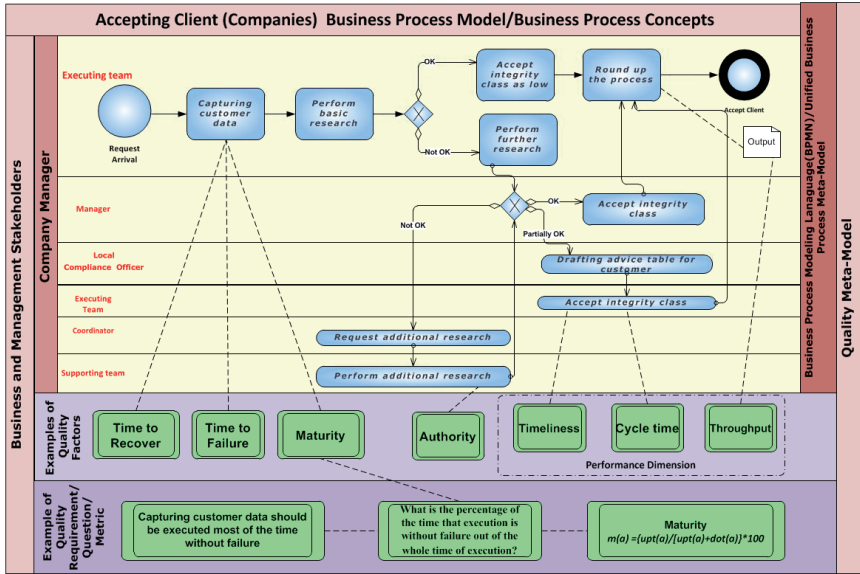 Accepting Client (Companies)  Business Process Model/Business Process Concepts
Business and Management Stakeholders
Company Manager
Executing team
Request
Arrival
Capturing
customer
data
Perform
basic
research
OK
Not OK
Accept
integrity
class as low
Round up
the process
Accept Client
Output
Perform
further
research
Manager
Not OK
OK
Partially OK
Accept integrity
class
Local
Compliance Officer
Drafting advice table for
customer
Executing
Team
Accept integrity class
Coordinator
Request additional research
Supporting team
Perform additional research
Business Process Modeling Lanaguage(BPMN)/Unified Business
Process Meta-Model
Quality Meta-Model
Examples of
Quality
Factors
Time to
Recover
Time to
Failure
Maturity
Authority
Timeliness
Cycle time
Throughput
Performance Dimension
Example of
Quality
Requirement/
Question/
Metric
Capturing customer data should
be executed most of the time
without failure
What is the percentage of
the time that execution is
without failure out of the
whole time of execution?
Maturity
m(a) ={upt(a)/[upt(a)+dot(a)}*100